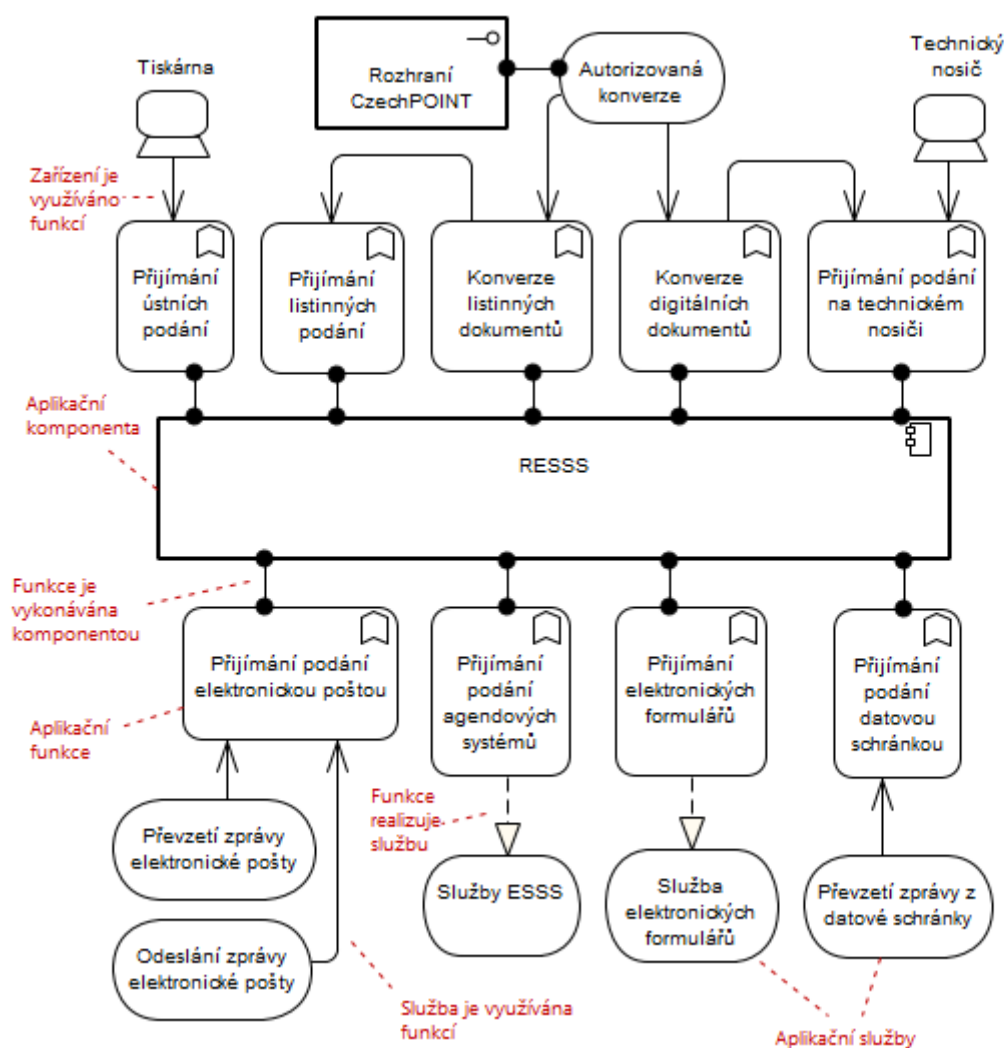 Tiskárna
Rozhraní
CzechPOINT
Autorizovaná
konverze
Technický
nosič
Zařízení je
využíváno
funkcí
Přijímání
ústních
podání
Přijímání
listinných
podání
Konverze
listinných
dokumentů
Konverze
digitálních
dokumentů
Přijímání podání
na technickém
nosiči
Aplikační
komponenta
RESSS
Funkce je
vykonávána
komponentou
Přijímání podání
elektronickou poštou
Přijímání
podání
agendových
systémů
Přijímání
elektronických
formulářů
Přijímání
podání
datovou
schránkou
Aplikační
funkce
Funkce
realizuje
službu
Převzetí zprávy
elektronické pošty
Služby ESSS
Služba
elektronických
formulářů
Převzetí zprávy z
datové schránky
Odeslání zprávy
elektronické pošty
Služba je využívána
funkcí
Aplikační služby